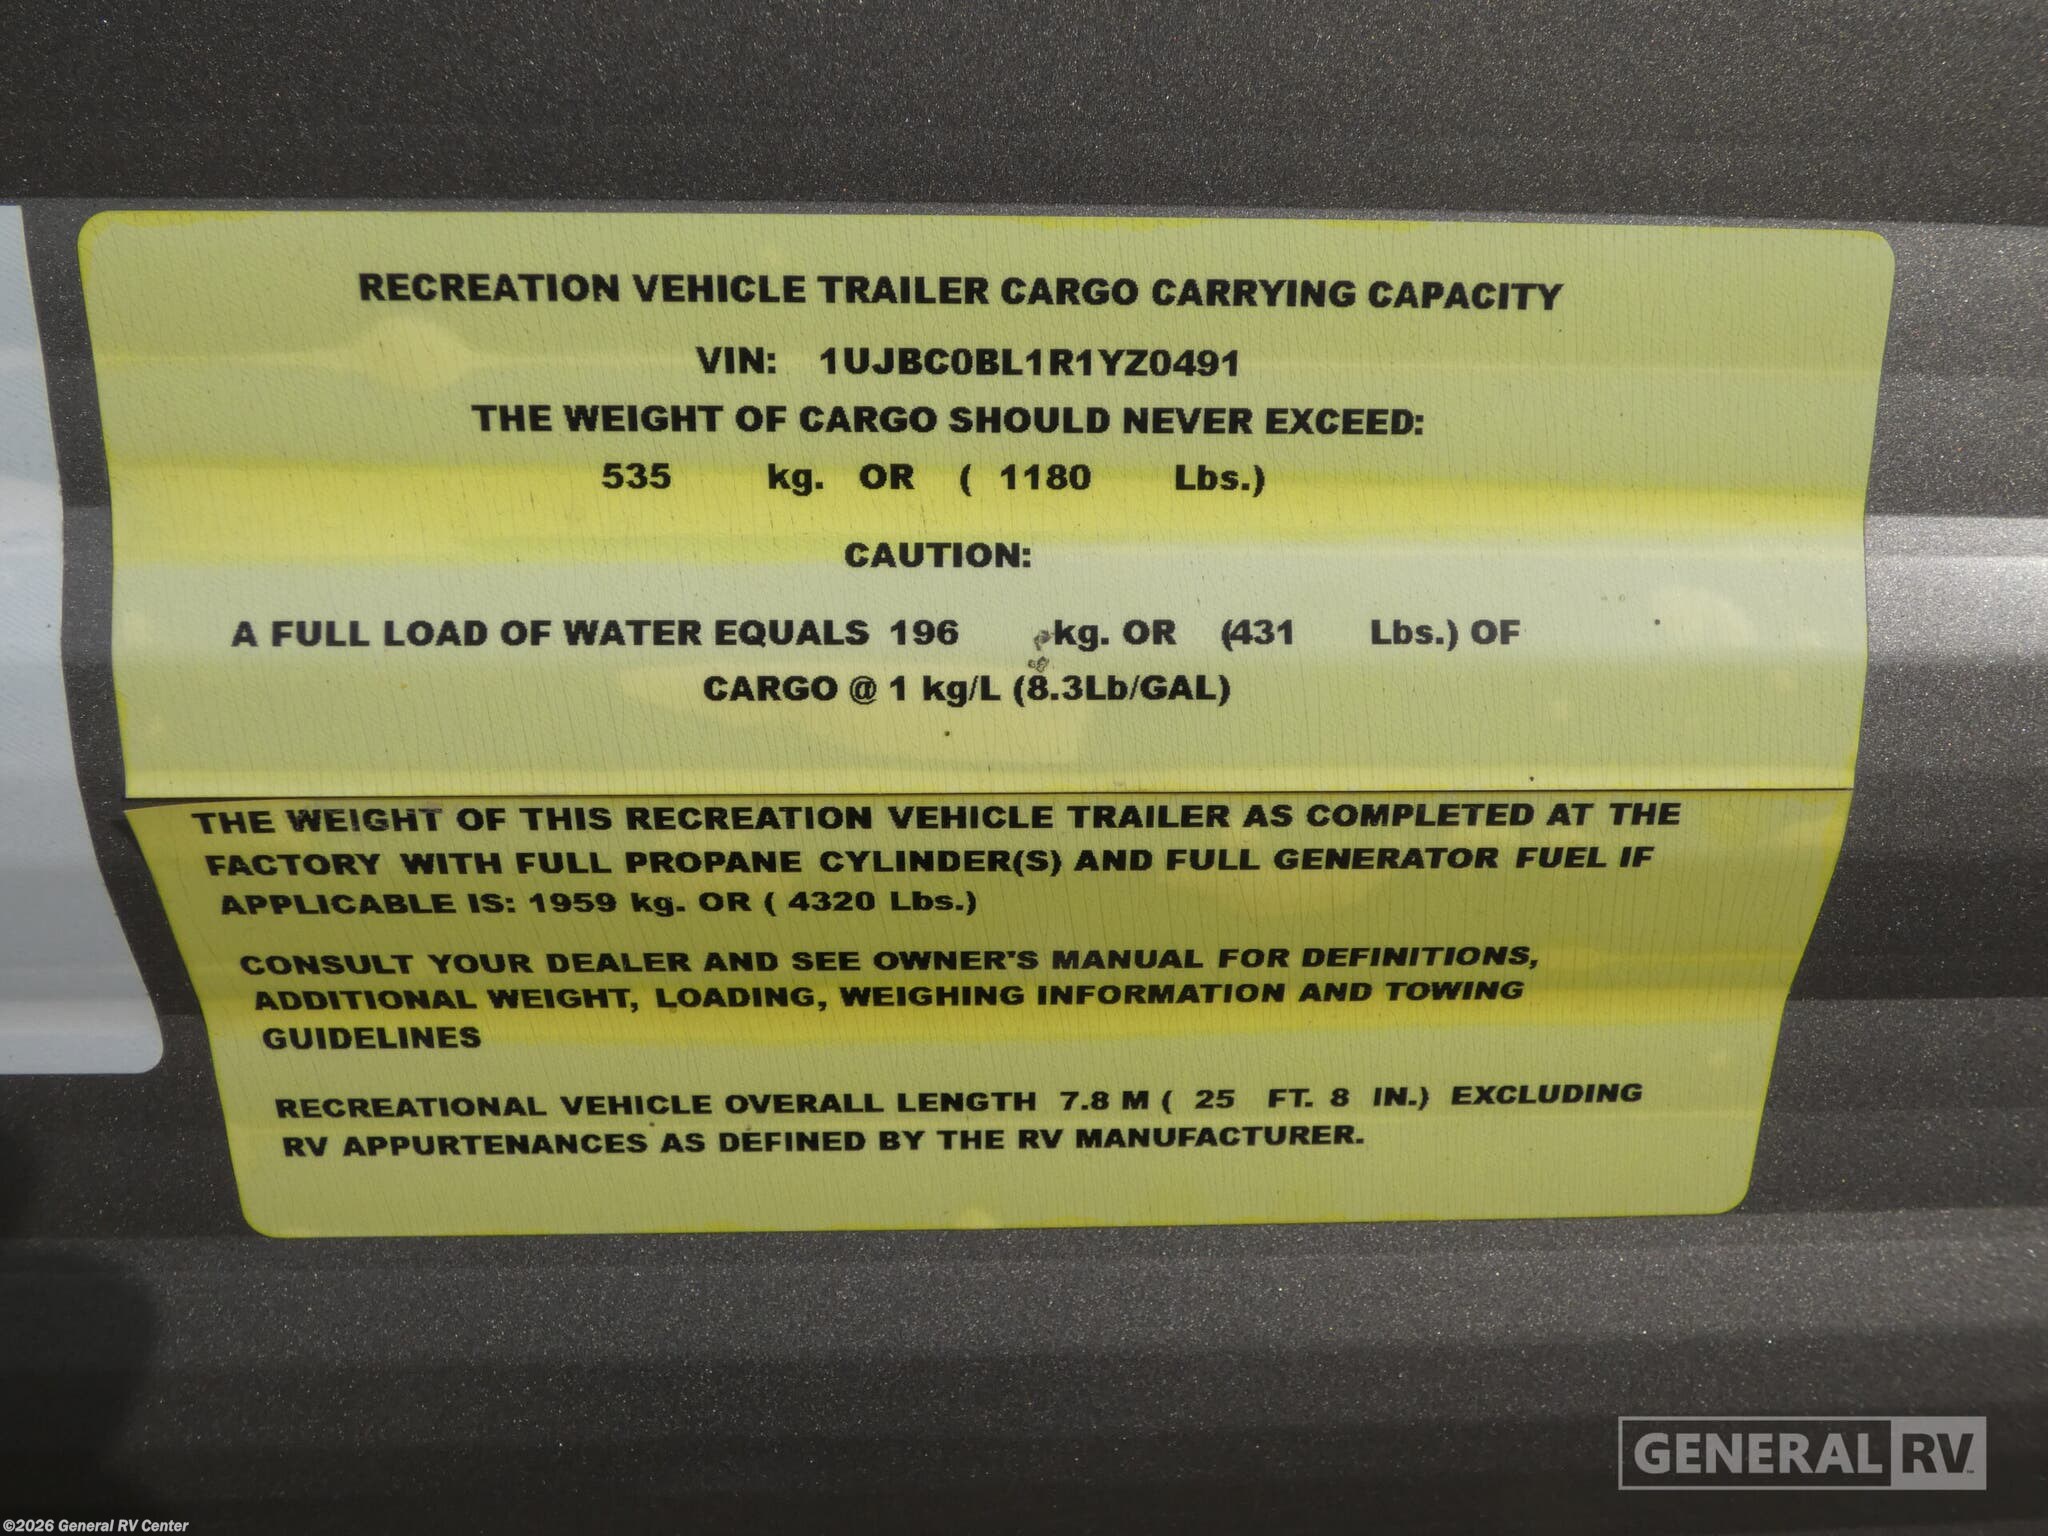 RECREATION VEHICLE TRAILER CARGO CARRYING CAPACITY
VIN: 1UJBC0BL1R1YZ0491
THE WEIGHT OF CARGO SHOULD NEVER EXCEED:
535 kg. OR ( 1180 Lbs.)
CAUTION:
A FULL LOAD OF WATER EQUALS 196 kg. OR (431 Lbs.) OF
CARGO @ 1 kg/L (8.3Lb/GAL)
THE WEIGHT OF THIS RECREATION VEHICLE TRAILER AS COMPLETED AT THE
FACTORY WITH FULL PROPANE CYLINDER(S) AND FULL GENERATOR FUEL IF
APPLICABLE IS: 1959 kg. OR ( 4320 Lbs.)
CONSULT YOUR DEALER AND SEE OWNER'S MANUAL FOR DEFINITIONS,
ADDITIONAL WEIGHT, LOADING, WEIGHING INFORMATION AND TOWING
GUIDELINES
RECREATIONAL VEHICLE OVERALL LENGTH 7.8 M ( 25 FT. 8 IN.) EXCLUDING
RV APPURTENANCES AS DEFINED BY THE RV MANUFACTURER.
GENERAL RV
©2026 General RV Center